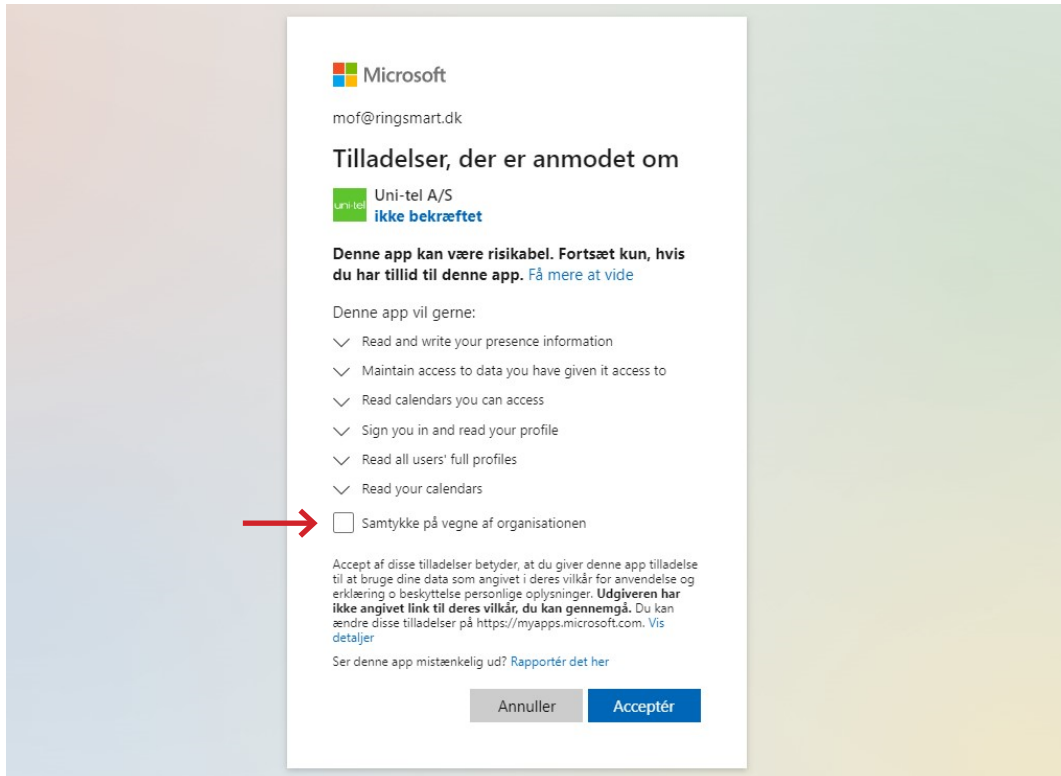 Microsoft
mof@ringsmart.dk
Tilladelser, der er anmodet om
uni-tel
Uni-tel A/S
ikke bekræftet
Denne app kan være risikabel. Fortsæt kun, hvis
du har tillid til denne app. Få mere at vide
Denne app vil gerne:
Read and write your presence information
Maintain access to data you have given it access to
Read calendars you can access
Sign you in and read your profile
Read all users' full profiles
Read your calendars
Samtykke på vegne af organisationen
Accept af disse tilladelser betyder, at du giver denne app tilladelse
til at bruge dine data som angivet i deres vilkår for anvendelse og
erklæring o beskyttelse personlige oplysninger. Udgiveren har
ikke angivet link til deres vilkår, du kan gennemgå. Du kan
ændre disse tilladelser på https://myapps.microsoft.com. Vis
detaljer
Ser denne app mistænkelig ud? Rapportér det her
Annuller
Acceptér